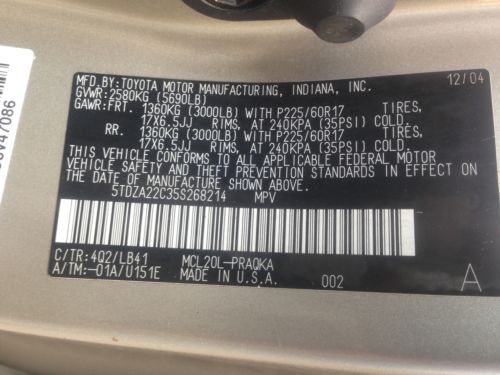 MFD. BY: TOYOTA MOTOR MANUFACTURING, INDIANA, INC. 12/04
GVWR: 2580KG (5690LB)
GAWR: FRT. 1360KG (3000LB) WITH P225/60R17 TIRES,
17X6.5JJ RIMS, AT 240KPA (35PSI) COLD.
RR. 1360KG (3000LB) WITH P225/60R17 TIRES,
17X6.5JJ RIMS, AT 240KPA (35PSI) COLD.
THIS VEHICLE CONFORMS TO ALL APPLICABLE FEDERAL MOTOR
VEHICLE SAFETY AND THEFT PREVENTION STANDARDS IN EFFECT ON
THE DATE OF MANUFACTURE SHOWN ABOVE.
5TDZA22C35S268214 MPV
C/TR: 4Q2/LB41 MCL20L-PRAQKA
A/TM: -01A/U151E MADE IN U.S.A. 002 A